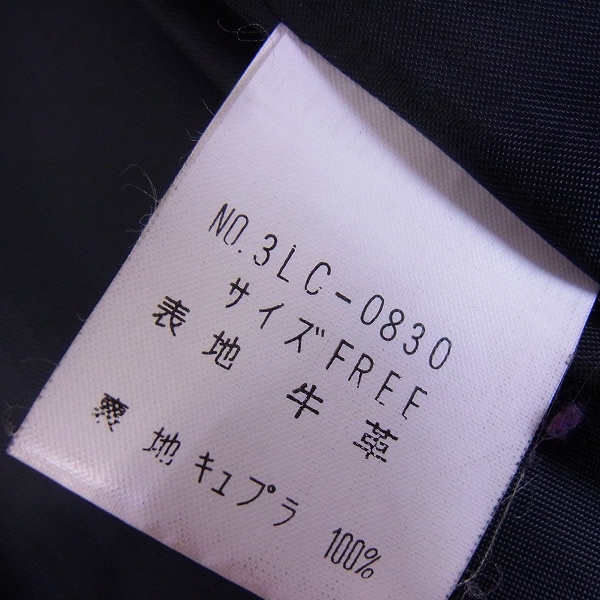 NO.3LC-0830
サイズFREE
表地 牛革
裏地 キュプラ 100%